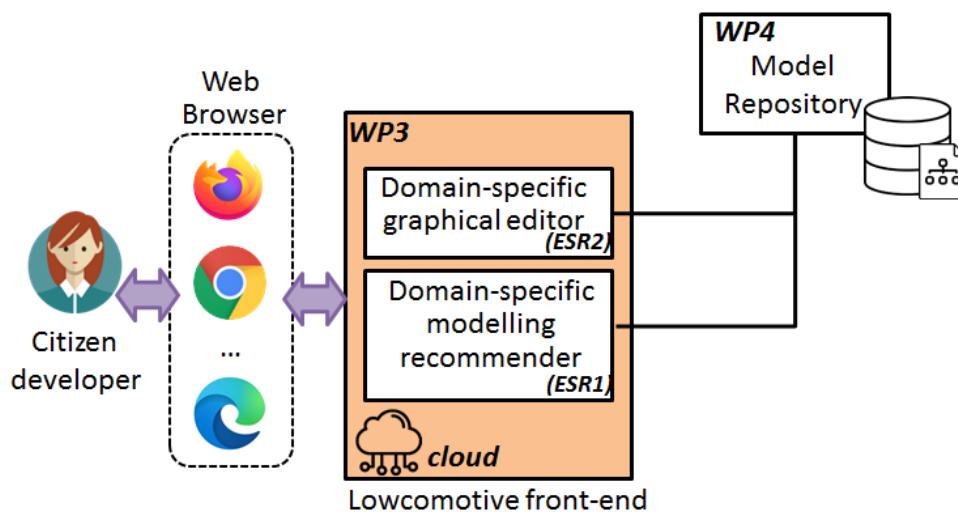 WP4
Model
Repository
Web
Browser
WP3
Domain-specific
graphical editor
(ESR2)
Domain-specific
modelling
recommender
(ESR1)
Citizen
developer
...
cloud
Lowcomotive front-end